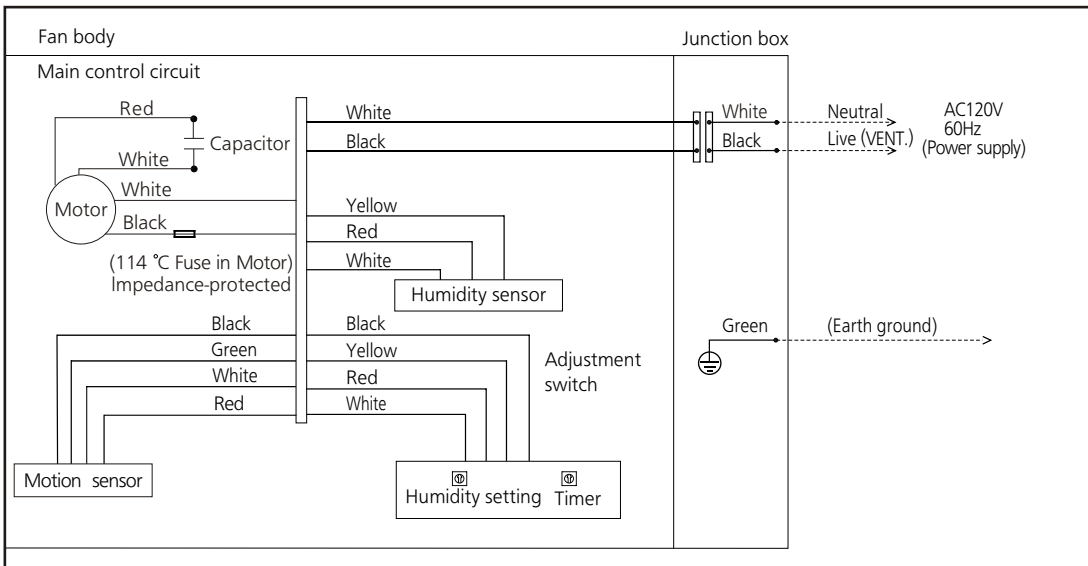 Fan body
Junction box
Main control circuit
Red
Capacitor
White
White
Motor
Black
(114 ℃ Fuse in Motor)
Impedance-protected
White
Black
White
Black
Neutral
Live (VENT.)
AC120V
60Hz
(Power supply)
Yellow
Red
White
Humidity sensor
Black
Green
White
Red
Motion sensor
Black
Yellow
Red
White
Adjustment
switch
Humidity setting
Timer
Green
(Earth ground)